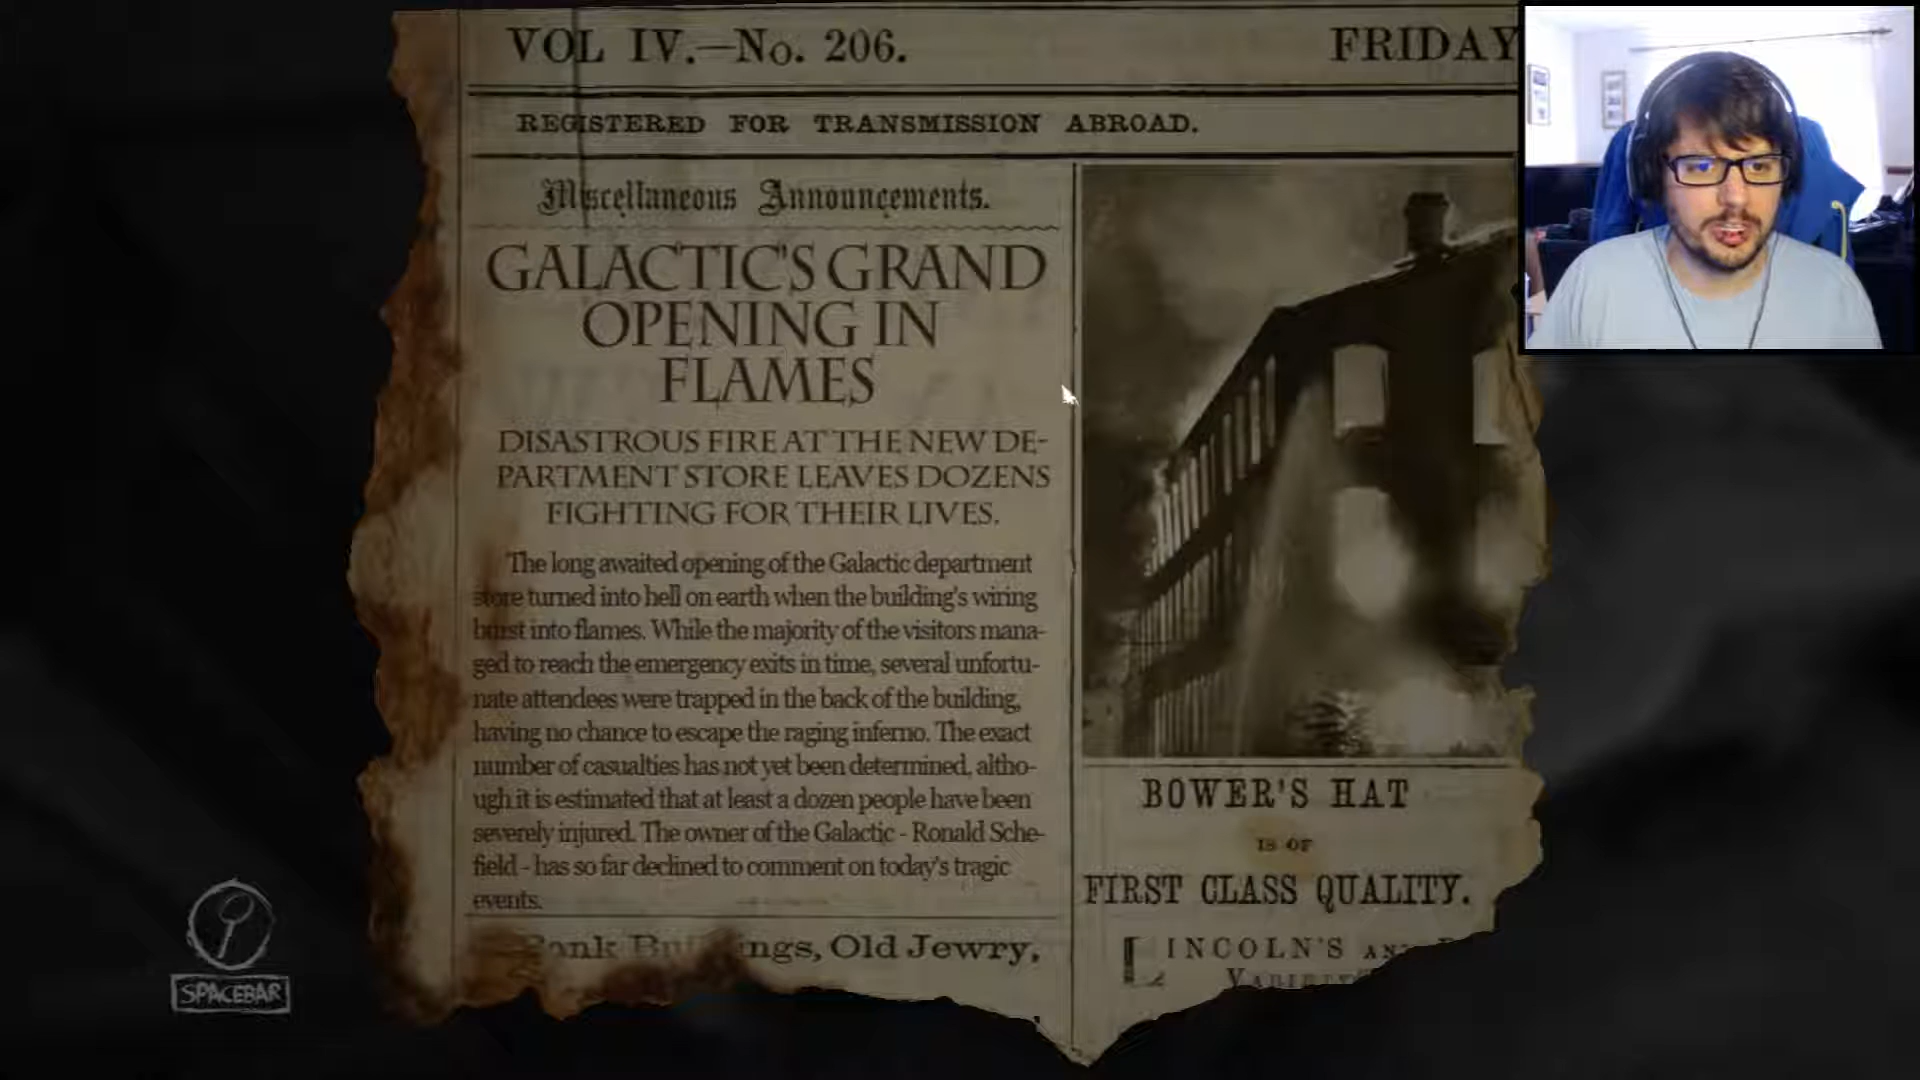 VOL IV.—No. 206.
FRIDAY
REGISTERED FOR TRANSMISSION ABROAD.
Miscellaneous Announcements.
GALACTIC'S GRAND
OPENING IN
FLAMES
DISASTROUS FIRE AT THE NEW DE-
PARTMENT STORE LEAVES DOZENS
FIGHTING FOR THEIR LIVES.
The long awaited opening of the Galactic department
store turned into hell on earth when the building's wiring
burst into flames. While the majority of the visitors mana-
ged to reach the emergency exits in time, several unfortu-
nate attendees were trapped in the back of the building,
having no chance to escape the raging inferno. The exact
number of casualties has not yet been determined, altho-
ugh it is estimated that at least a dozen people have been
severely injured. The owner of the Galactic - Ronald Sche-
field - has so far declined to comment on today's tragic
events.
Old Jewry,
BOWER'S HAT
IS OF
FIRST CLASS QUALITY.
LINCOLN'S
SPACEBAR